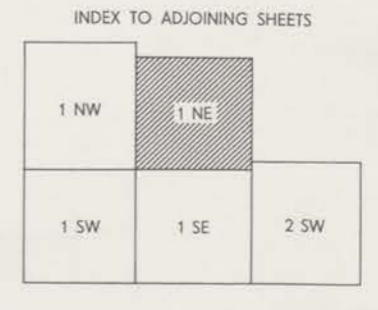 INDEX TO ADJOINING SHEETS
1 NW
1 NE
1 SW
1 SE
2 SW